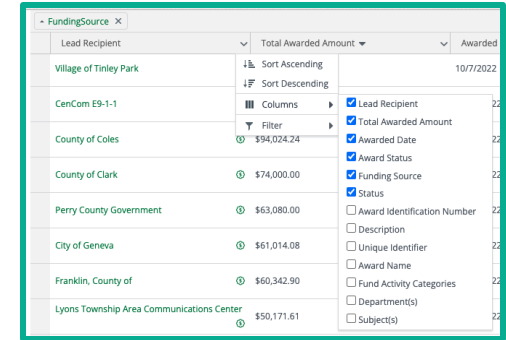 FundingSource ×
Lead Recipient Total Awarded Amount Awarded
Village of Tinley Park 10/7/2022
Sort Ascending
Sort Descending
CenCom E9-1-1
Columns
Filter
Lead Recipient
Total Awarded Amount
Awarded Date
Award Status
Funding Source
Status
Award Identification Number
Description
Unique Identifier
Award Name
Fund Activity Categories
Department(s)
Subject(s)
County of Coles $94,024.24
County of Clark $74,000.00
Perry County Government $63,080.00
City of Geneva $61,014.08
Franklin, County of $60,342.90
Lyons Township Area Communications Center $50,171.61